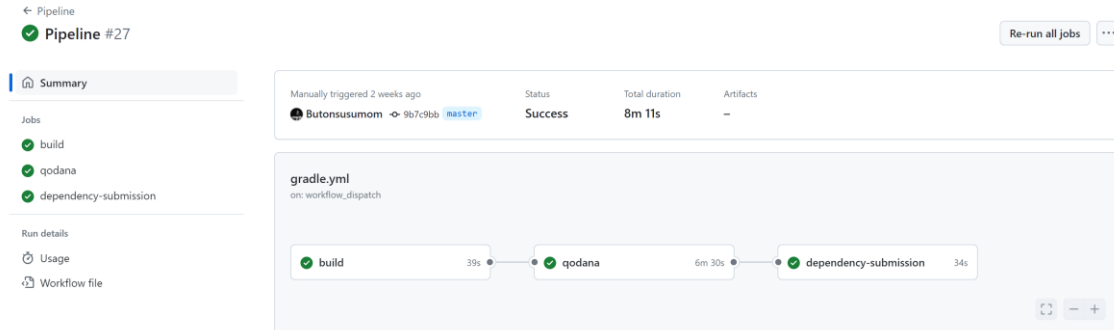 ← Pipeline
Pipeline #27
Re-run all jobs
Summary
Jobs
build
qodana
dependency-submission
Run details
Usage
Workflow file
Manually triggered 2 weeks ago
Butonsusumom 9b7c9bb master
Status
Success
Total duration
8m 11s
Artifacts
–
gradle.yml
on: workflow_dispatch
build 39s
qodana 6m 30s
dependency-submission 34s